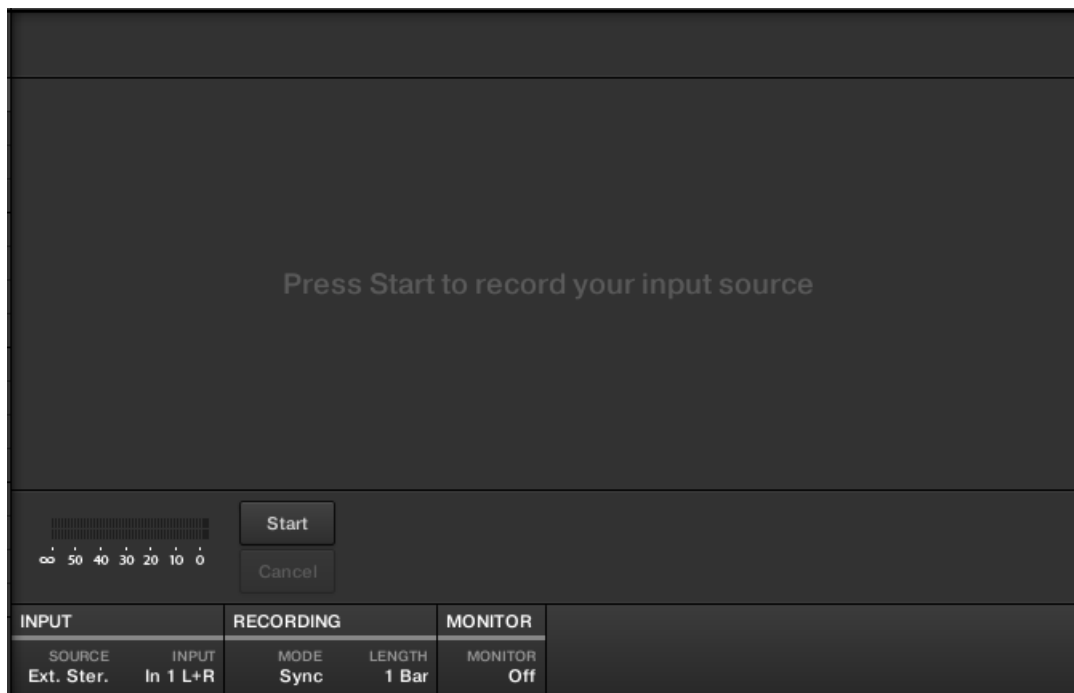 Press Start to record your input source
Start
∞ 50 40 30 20 10 0
Cancel
INPUT RECORDING MONITOR
SOURCE INPUT MODE LENGTH MONITOR
Ext. Ster. In 1 L+R Sync 1 Bar Off